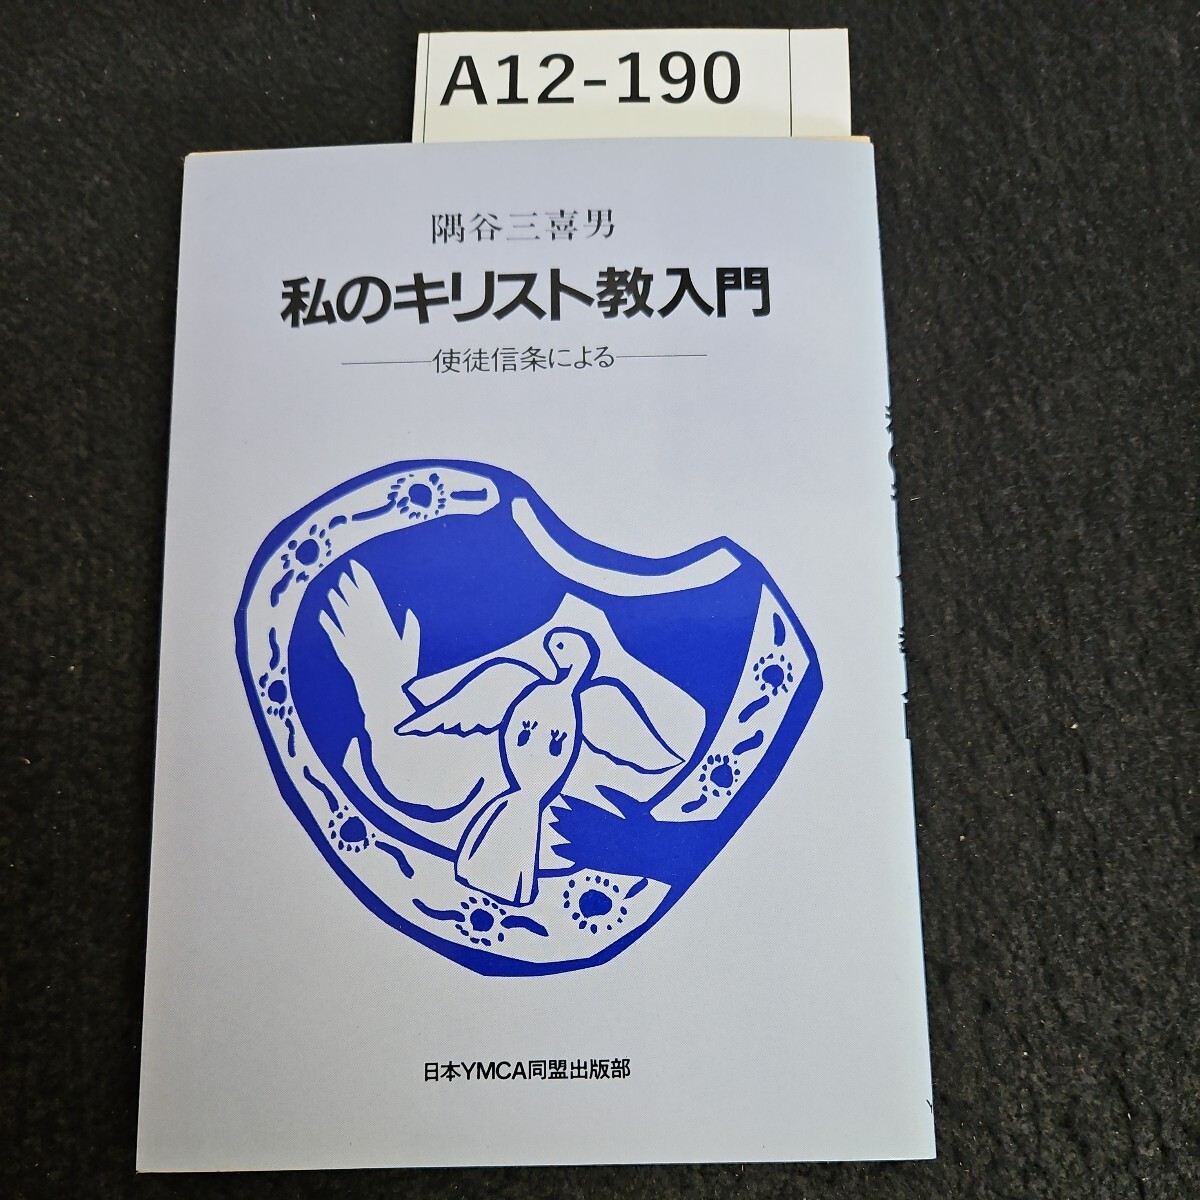 A12-190
隅谷三喜男
私のキリスト教入門
――使徒信条による――
日本YMCA同盟出版部